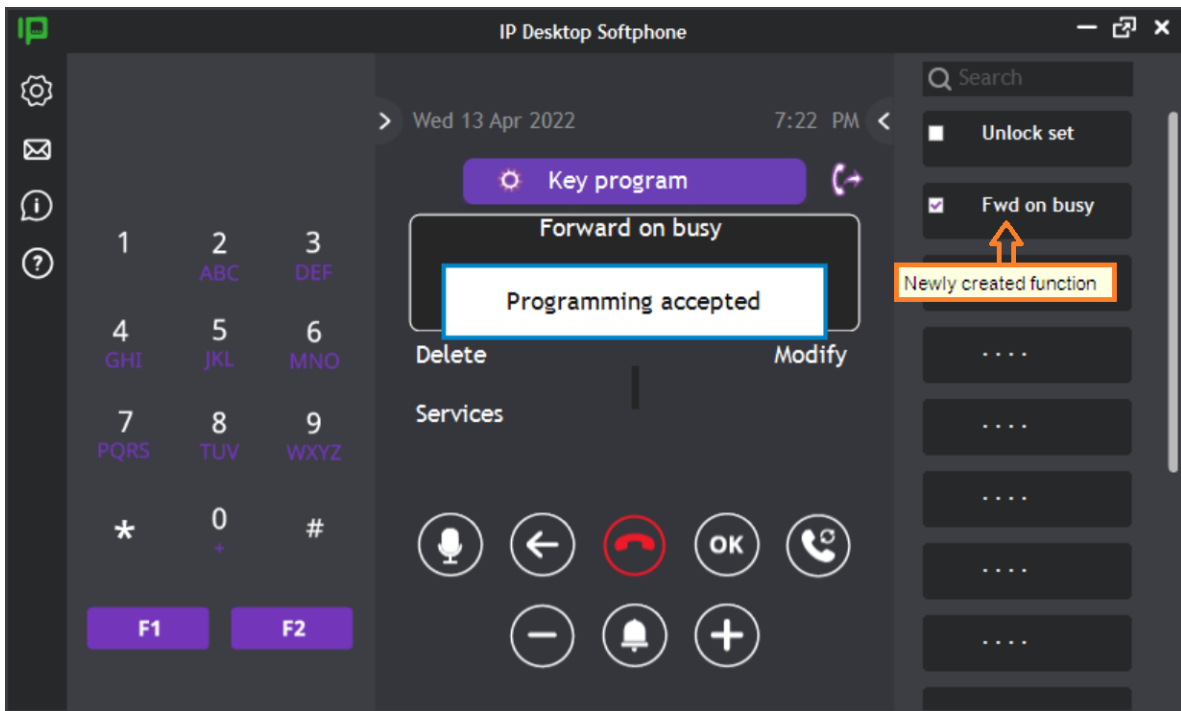 IP Desktop Softphone
Search
Wed 13 Apr 2022
7:22 PM
Unlock set
Key program
Fwd on busy
Forward on busy
Newly created function
Programming accepted
Delete
Modify
Services
1
2
ABC
3
DEF
4
GHI
5
JKL
6
MNO
7
PQRS
8
TUV
9
WXYZ
*
0
+
#
F1
F2
OK
....
....
....
....
....